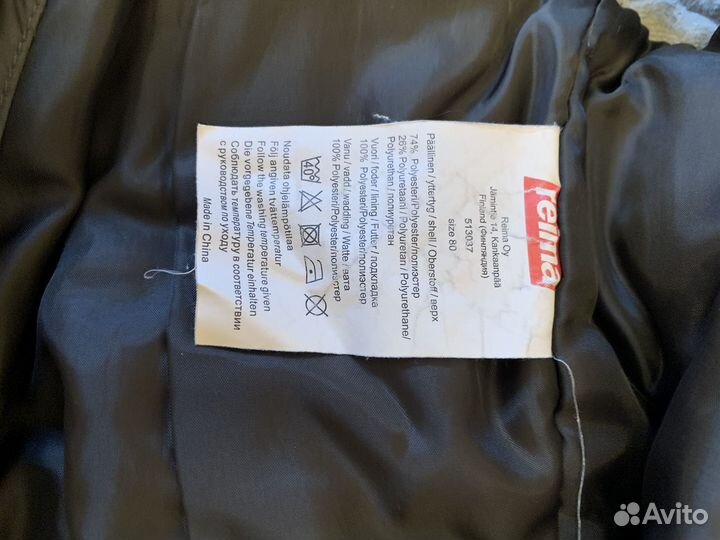 reima
Reima Oy
Jämintie 14, Kankaanpää
Finland (Финляндия)
513037
size 80
Päällinen / yttertyg / shell / Oberstoff / верх
74% Polyesteri/Polyester/полиэстер
26% Polyuretaani / Polyuretan / Polyurethane/
Polyurethan / полиуретан
Vuori / foder / lining / Futter / подкладка
100% Polyesteri/Polyester/полиэстер
Vanu / vadd / wadding / Watte / вата
100% Polyesteri/Polyester/полиэстер
40°
Noudata ohjelämpötilaa
Följ angiven tvättemperatur
Follow the washing temperature given
Die vorgegebene Temperatur einhalten
Соблюдать температуру в соответствии
с руководством по уходу
Made in
China
Avito